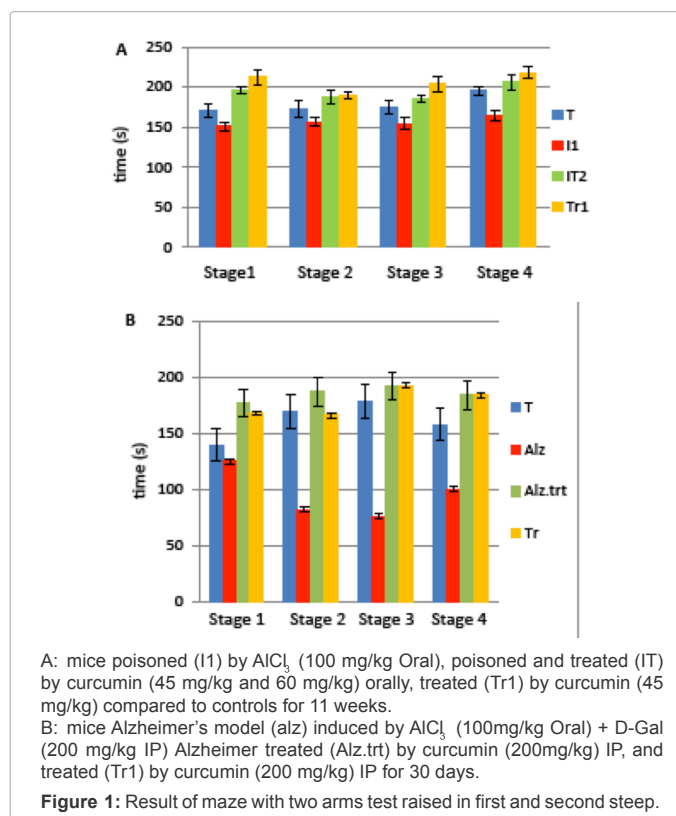 A
250
200
150
100
50
0
time (s)
Stage1 Stage 2 Stage 3 Stage 4
T
I1
IT2
Tr1
B
250
200
150
100
50
0
time (s)
Stage 1 Stage 2 Stage 3 Stage 4
T
Alz
Alz.trt
Tr
A: mice poisoned (I1) by AlCl3 (100 mg/kg Oral), poisoned and treated (IT)
by curcumin (45 mg/kg and 60 mg/kg) orally, treated (Tr1) by curcumin (45
mg/kg) compared to controls for 11 weeks.
B: mice Alzheimer's model (alz) induced by AlCl3 (100mg/kg Oral) + D-Gal
(200 mg/kg IP) Alzheimer treated (Alz.trt) by curcumin (200mg/kg) IP, and
treated (Tr1) by curcumin (200 mg/kg) IP for 30 days.
Figure 1: Result of maze with two arms test raised in first and second steep.